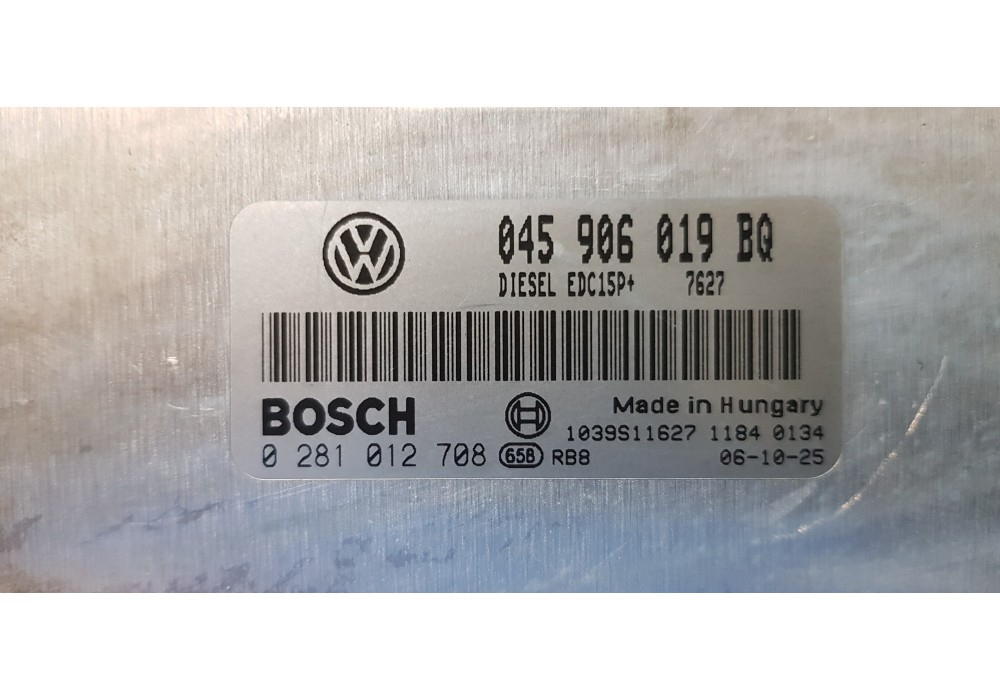 045 906 019 BQ
DIESEL EDC15P+ 7627
BOSCH
Made in Hungary
1039S11627 1184 0134
0 281 012 708 65B RB8 06-10-25